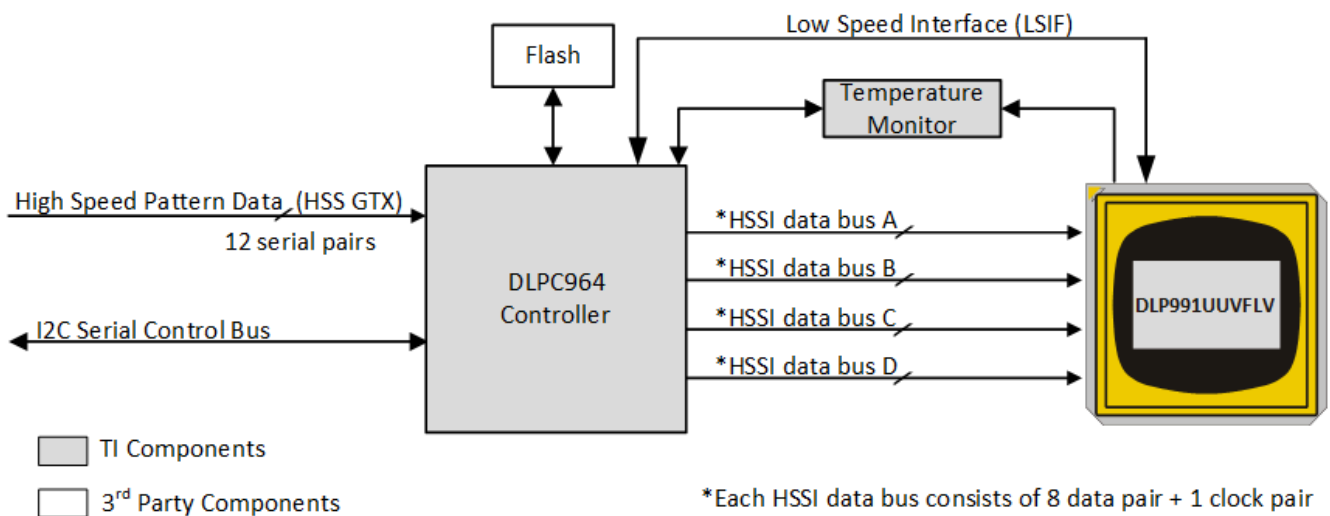 Low Speed Interface (LSIF)
Flash
Temperature
Monitor
High Speed Pattern Data (HSS GTX)
12 serial pairs
*HSSI data bus A
*HSSI data bus B
DLPC964
Controller
DLP991UUVFLV
*HSSI data bus C
I2C Serial Control Bus
*HSSI data bus D
TI Components
3rd Party Components
*Each HSSI data bus consists of 8 data pair + 1 clock pair